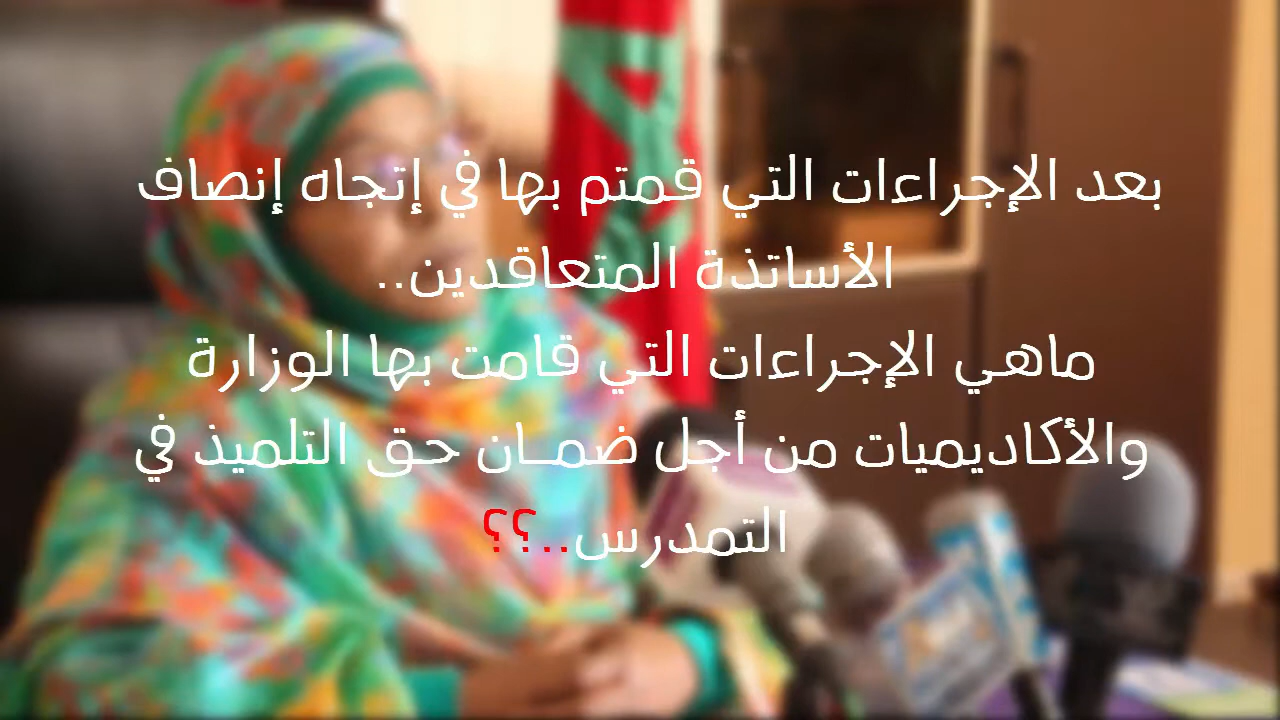 بعد الإجراءات التي قمتم بها في إتجاه إنصاف
الأساتذة المتعاقدين..
ماهي الإجراءات التي قامت بها الوزارة
والأكاديميات من أجل ضمــان حق التلميذ في
التمدرس..؟؟